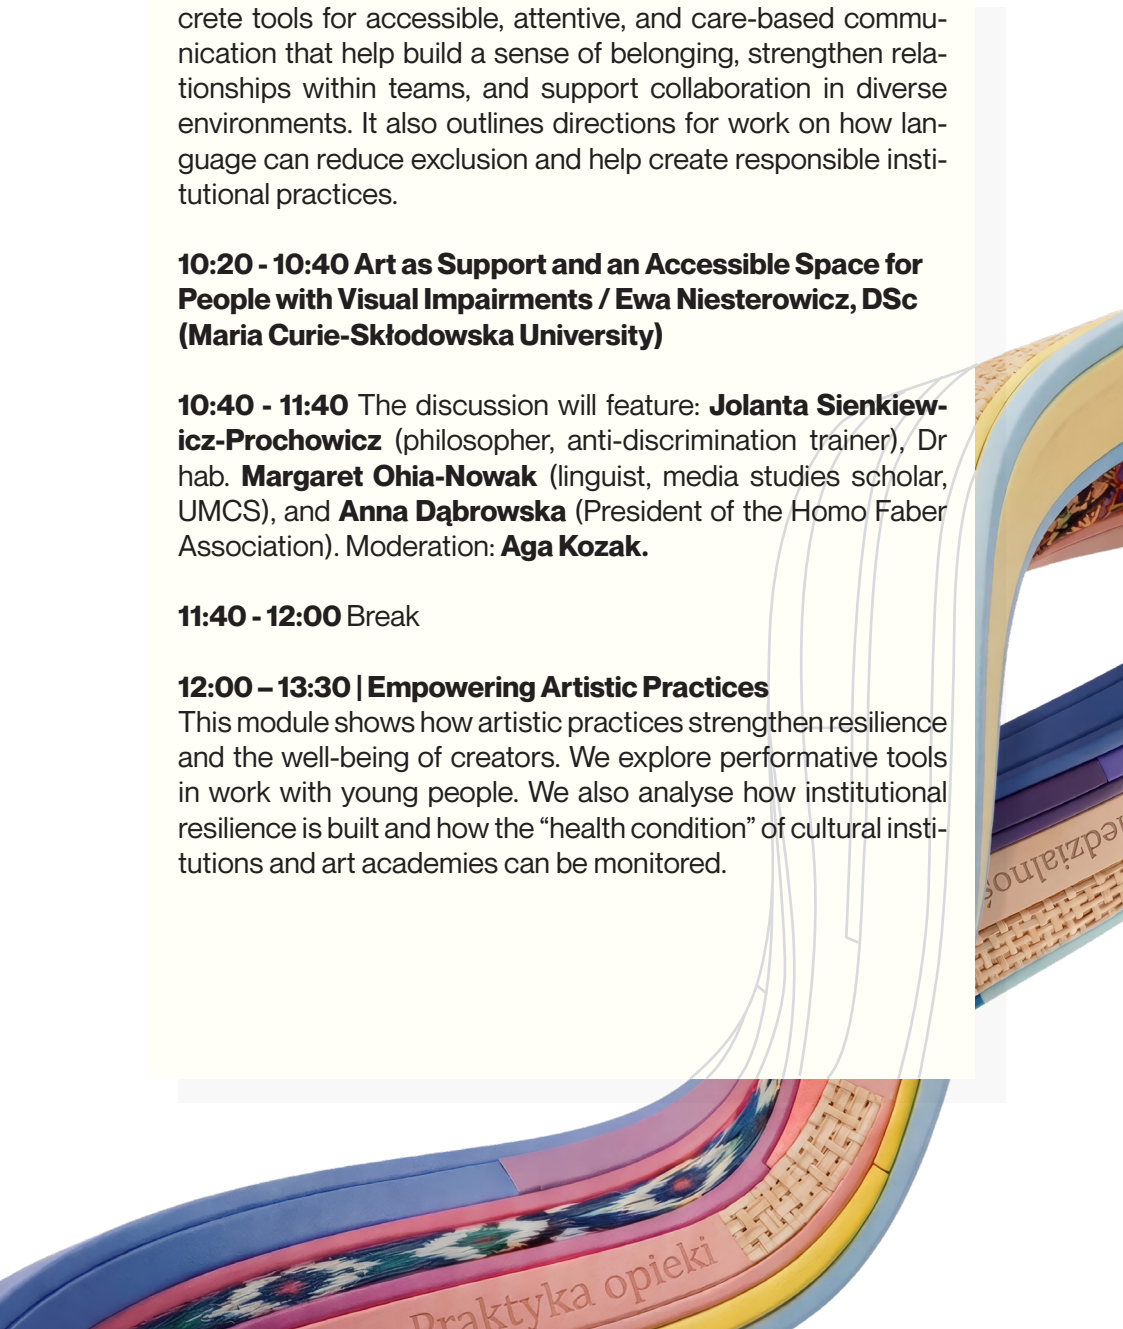 crete tools for accessible, attentive, and care-based commu-
nication that help build a sense of belonging, strengthen rela-
tionships within teams, and support collaboration in diverse
environments. It also outlines directions for work on how lan-
guage can reduce exclusion and help create responsible insti-
tutional practices.
10:20 - 10:40 Art as Support and an Accessible Space for
People with Visual Impairments / Ewa Niesterowicz, DSc
(Maria Curie-Skłodowska University)
10:40 - 11:40 The discussion will feature: Jolanta Sienkiew-
icz-Prochowicz (philosopher, anti-discrimination trainer), Dr
hab. Margaret Ohia-Nowak (linguist, media studies scholar,
UMCS), and Anna Dąbrowska (President of the Homo Faber
Association). Moderation: Aga Kozak.
11:40 - 12:00 Break
12:00 – 13:30 | Empowering Artistic Practices
This module shows how artistic practices strengthen resilience
and the well-being of creators. We explore performative tools
in work with young people. We also analyse how institutional
resilience is built and how the “health condition” of cultural insti-
tutions and art academies can be monitored.
Praktyka opieki